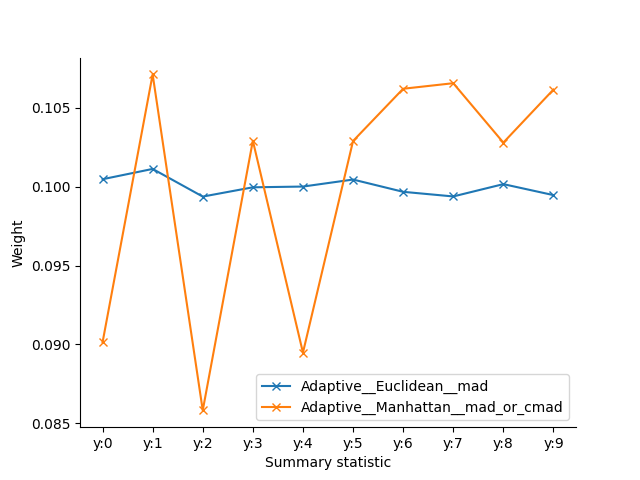 0.105
0.100
0.095
0.090
0.085
Weight
Adaptive__Euclidean__mad
Adaptive__Manhattan__mad_or_cmad
y:0 y:1 y:2 y:3 y:4 y:5 y:6 y:7 y:8 y:9
Summary statistic